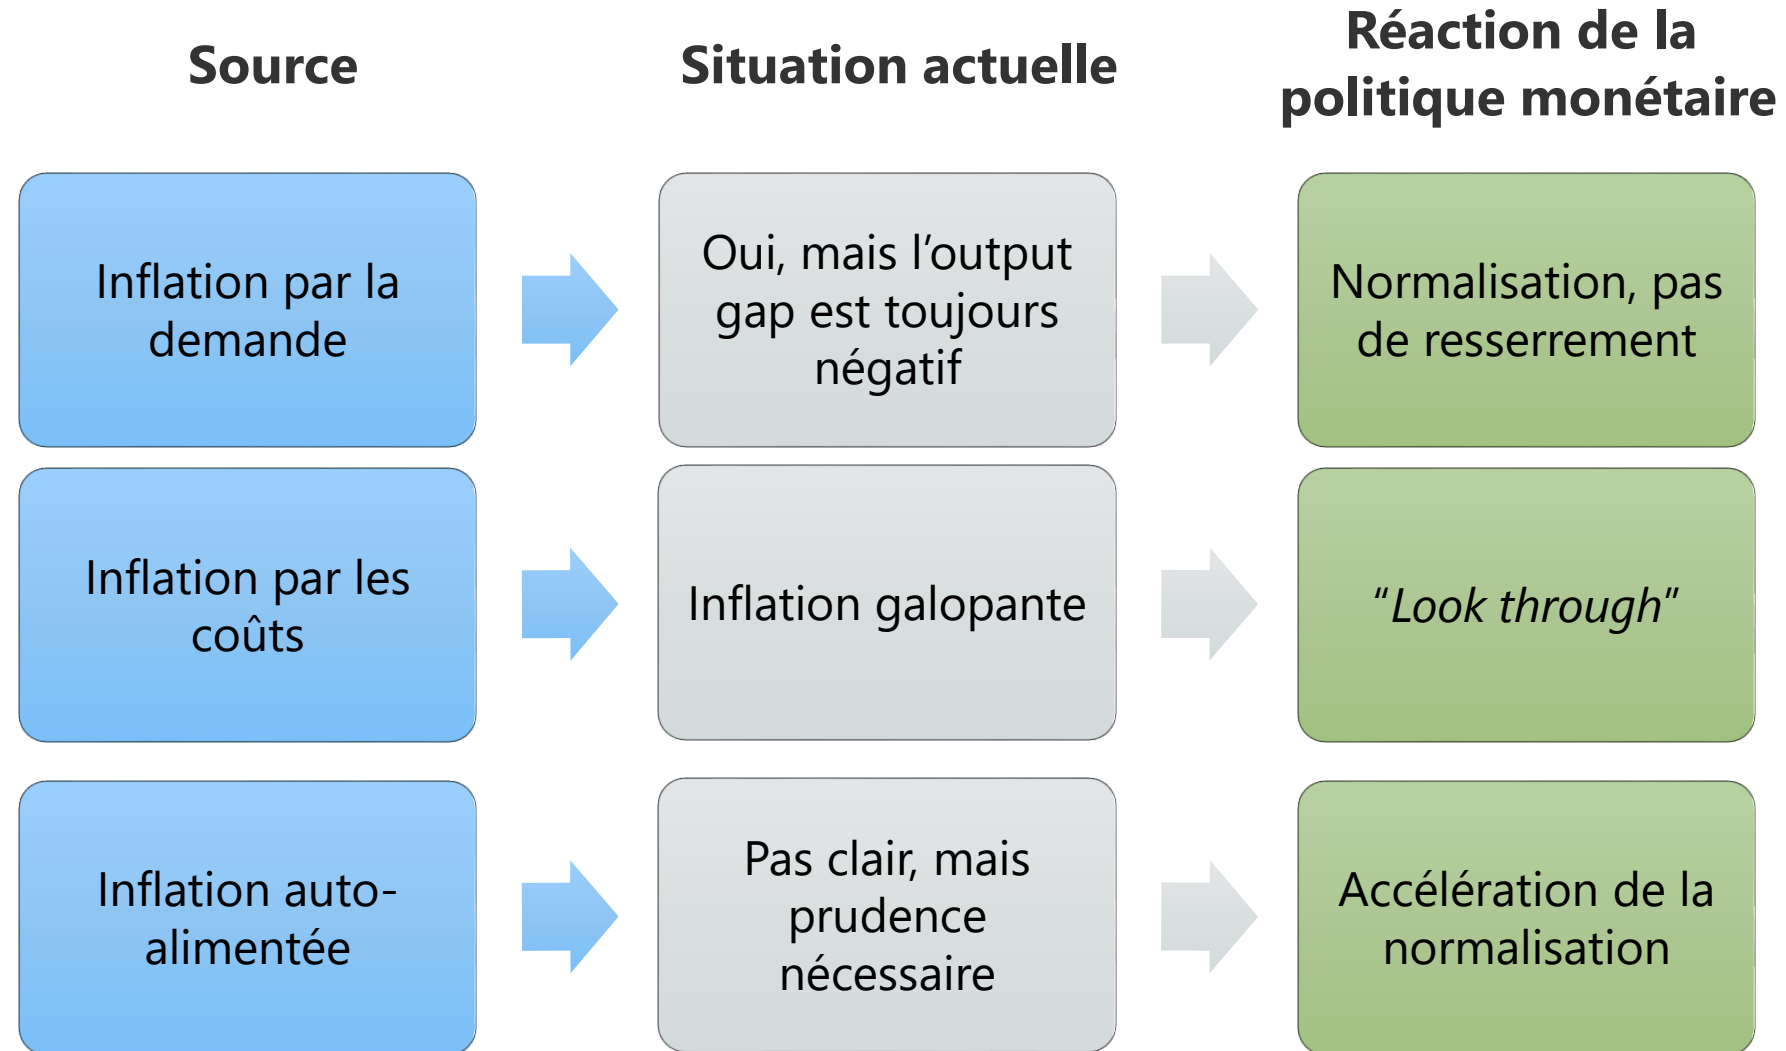 Source
Situation actuelle
Réaction de la
politique monétaire
Inflation par la
demande
Oui, mais l’output
gap est toujours
négatif
Normalisation, pas
de resserrement
Inflation par les
coûts
Inflation galopante
“Look through”
Inflation auto-
alimentée
Pas clair, mais
prudence
nécessaire
Accélération de la
normalisation